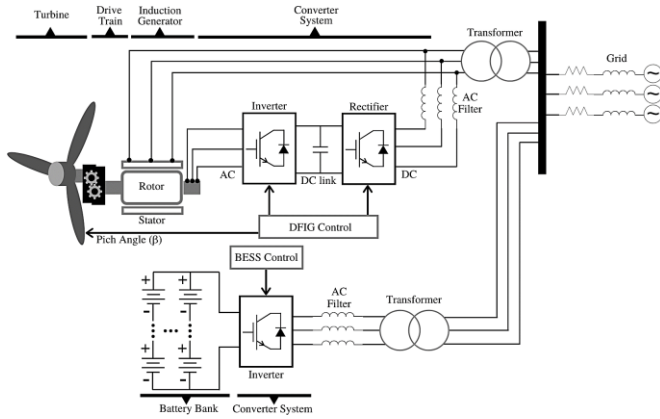 Turbine
Drive
Train
Induction
Generator
Converter
System
Transformer
Grid
Inverter
Rectifier
AC
Filter
Rotor
AC
DC link
DC
Stator
DFIG Control
Pich Angle (β)
BESS Control
+ +
- -
... 
+ +
- -
AC
Filter
Transformer
Inverter
Battery Bank
Converter System